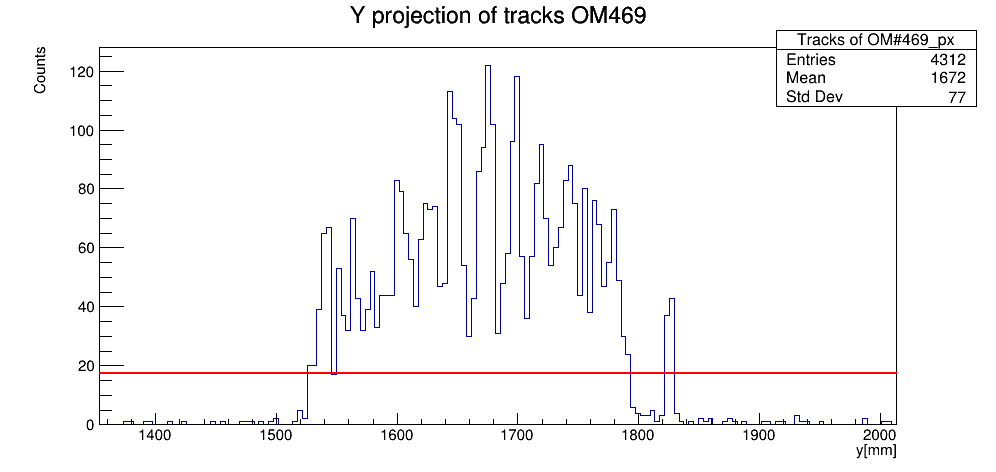 Y projection of tracks OM469
Tracks of OM#469_px
Entries 4312
Mean 1672
Std Dev 77
Counts
120
100
80
60
40
20
0
1400 1500 1600 1700 1800 1900 2000
y[mm]